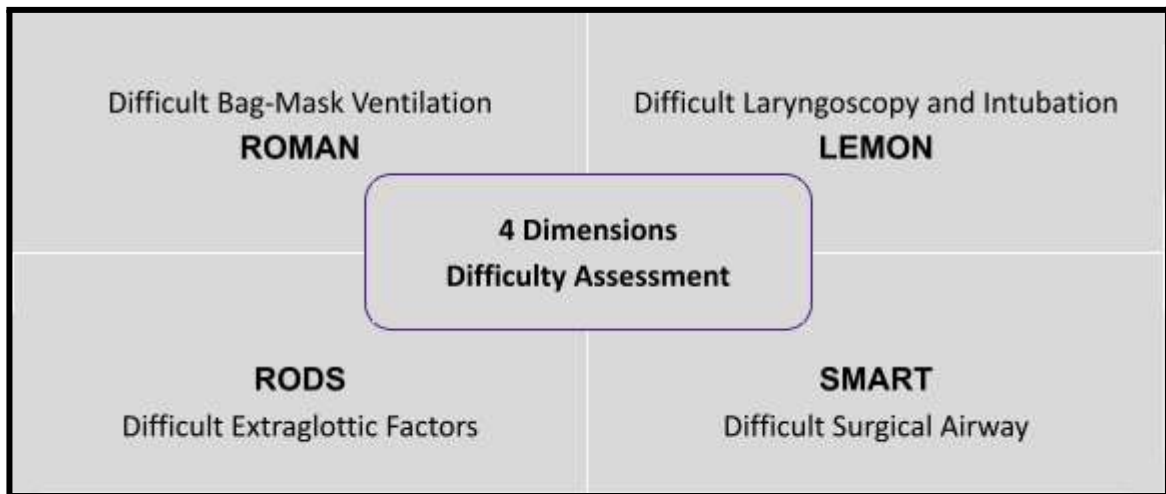 Difficult Bag-Mask Ventilation
ROMAN
Difficult Laryngoscopy and Intubation
LEMON
4 Dimensions
Difficulty Assessment
RODS
Difficult Extraglottic Factors
SMART
Difficult Surgical Airway